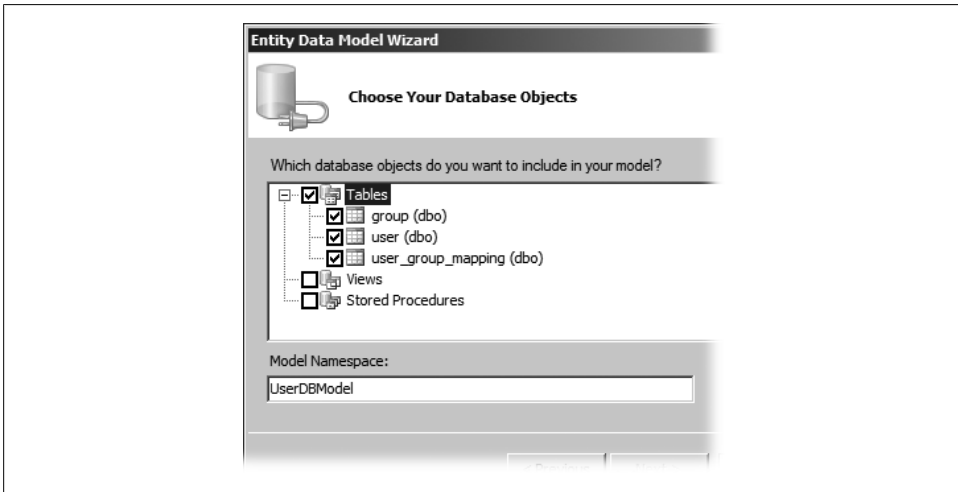 Entity Data Model Wizard
Choose Your Database Objects
Which database objects do you want to include in your model?
Tables
group (dbo)
user (dbo)
user_group_mapping (dbo)
Views
Stored Procedures
Model Namespace:
UserDBModel